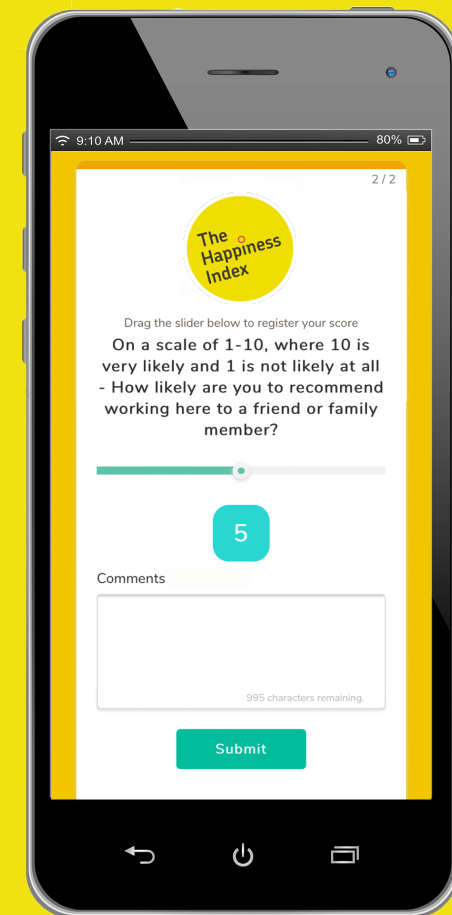 9:10 AM
80%
2 / 2
The
Happiness
Index
Drag the slider below to register your score
On a scale of 1-10, where 10 is
very likely and 1 is not likely at all
- How likely are you to recommend
working here to a friend or family
member?
5
Comments
995 characters remaining.
Submit